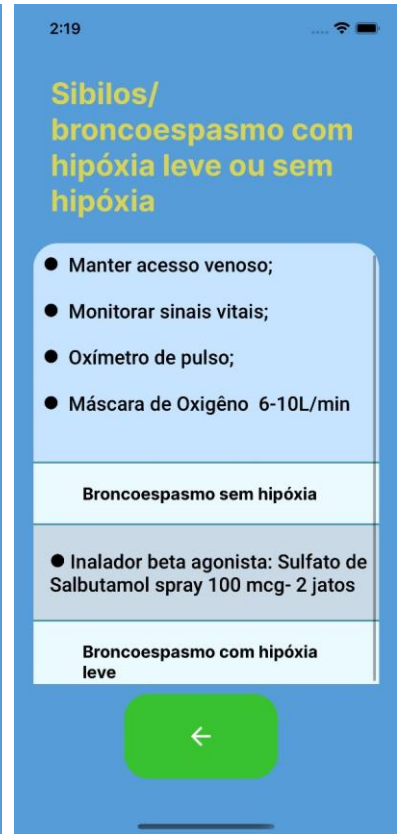 2:19
Sibilos/
broncoespasmo com
hipóxia leve ou sem
hipóxia
● Manter acesso venoso;
● Monitorar sinais vitais;
● Oxímetro de pulso;
● Máscara de Oxigêno 6-10L/min
Broncoespasmo sem hipóxia
● Inalador beta agonista: Sulfato de
Salbutamol spray 100 mcg- 2 jatos
Broncoespasmo com hipóxia
leve